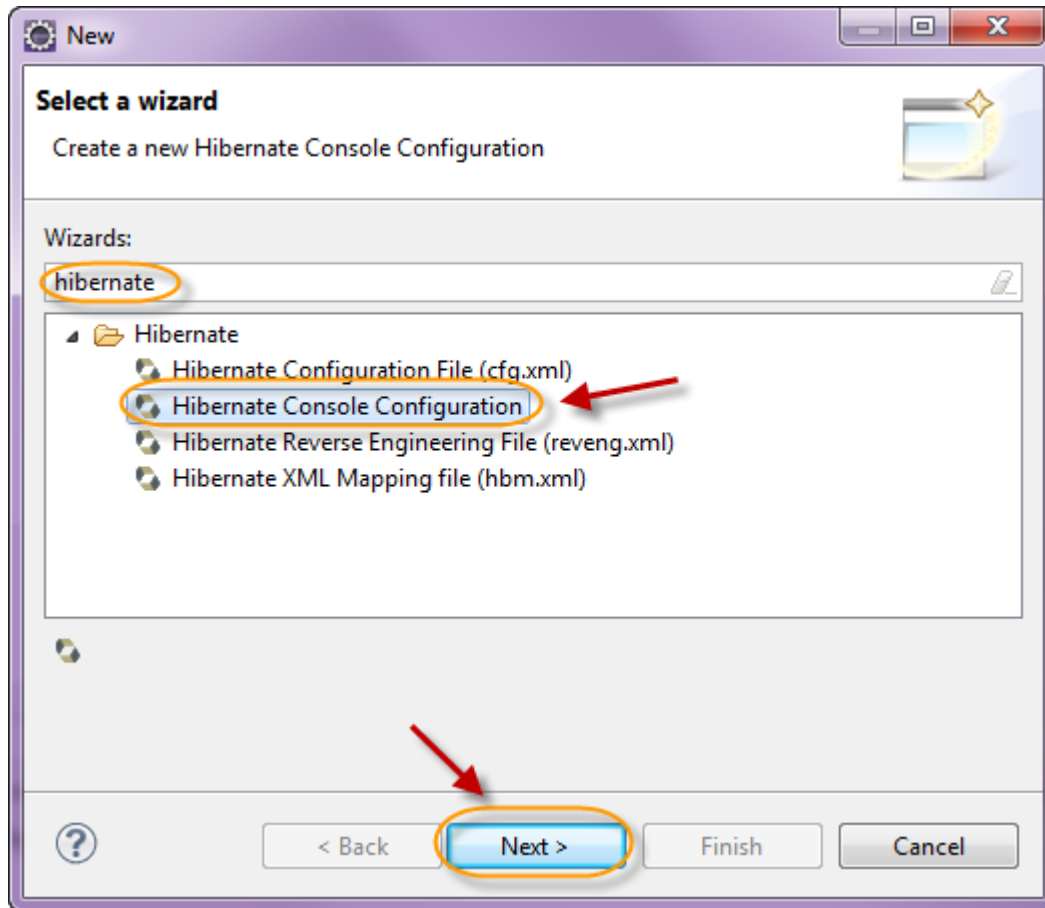 New
Select a wizard
Create a new Hibernate Console Configuration
Wizards:
hibernate
Hibernate
Hibernate Configuration File (cfg.xml)
Hibernate Console Configuration
Hibernate Reverse Engineering File (reveng.xml)
Hibernate XML Mapping file (hbm.xml)
? < Back Next > Finish Cancel